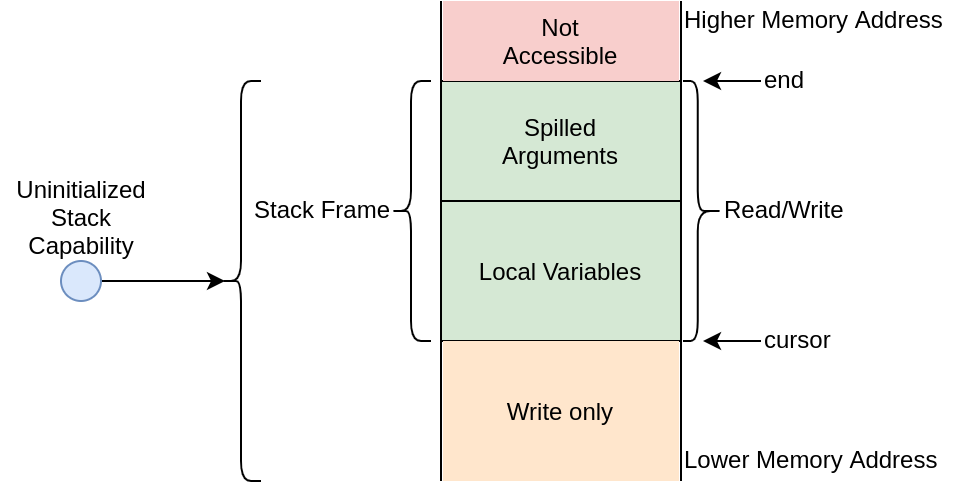 Not
Accessible
Higher Memory Address
end
Spilled
Arguments
Uninitialized
Stack
Capability
Stack Frame
Read/Write
Local Variables
cursor
Write only
Lower Memory Address